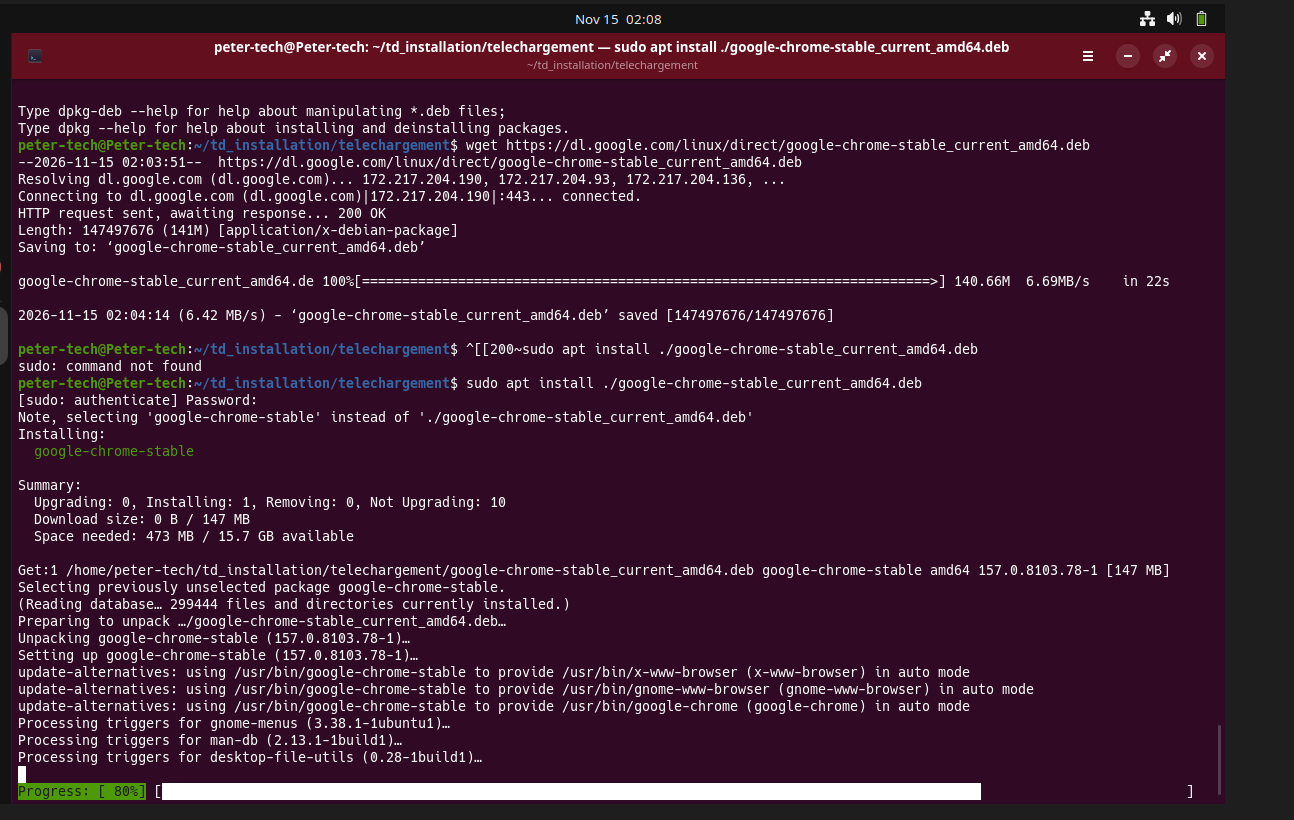 Nov 15 02:08
peter-tech@Peter-tech: ~/td_installation/telechargement — sudo apt install ./google-chrome-stable_current_amd64.deb
~/td_installation/telechargement
Type dpkg-deb --help for help about manipulating *.deb files;
Type dpkg --help for help about installing and deinstalling packages.
peter-tech@Peter-tech:~/td_installation/telechargement$ wget https://dl.google.com/linux/direct/google-chrome-stable_current_amd64.deb
--2026-11-15 02:03:51--  https://dl.google.com/linux/direct/google-chrome-stable_current_amd64.deb
Resolving dl.google.com (dl.google.com)... 172.217.204.190, 172.217.204.93, 172.217.204.136, ...
Connecting to dl.google.com (dl.google.com)|172.217.204.190|:443... connected.
HTTP request sent, awaiting response... 200 OK
Length: 147497676 (141M) [application/x-debian-package]
Saving to: ‘google-chrome-stable_current_amd64.deb’
google-chrome-stable_current_amd64.de 100%[=======================================================================>] 140.66M  6.69MB/s    in 22s
2026-11-15 02:04:14 (6.42 MB/s) - ‘google-chrome-stable_current_amd64.deb’ saved [147497676/147497676]
peter-tech@Peter-tech:~/td_installation/telechargement$ ^[[200~sudo apt install ./google-chrome-stable_current_amd64.deb
sudo: command not found
peter-tech@Peter-tech:~/td_installation/telechargement$ sudo apt install ./google-chrome-stable_current_amd64.deb
[sudo: authenticate] Password:
Note, selecting 'google-chrome-stable' instead of './google-chrome-stable_current_amd64.deb'
Installing:
  google-chrome-stable
Summary:
  Upgrading: 0, Installing: 1, Removing: 0, Not Upgrading: 10
  Download size: 0 B / 147 MB
  Space needed: 473 MB / 15.7 GB available
Get:1 /home/peter-tech/td_installation/telechargement/google-chrome-stable_current_amd64.deb google-chrome-stable amd64 157.0.8103.78-1 [147 MB]
Selecting previously unselected package google-chrome-stable.
(Reading database… 299444 files and directories currently installed.)
Preparing to unpack …/google-chrome-stable_current_amd64.deb…
Unpacking google-chrome-stable (157.0.8103.78-1)…
Setting up google-chrome-stable (157.0.8103.78-1)…
update-alternatives: using /usr/bin/google-chrome-stable to provide /usr/bin/x-www-browser (x-www-browser) in auto mode
update-alternatives: using /usr/bin/google-chrome-stable to provide /usr/bin/gnome-www-browser (gnome-www-browser) in auto mode
update-alternatives: using /usr/bin/google-chrome-stable to provide /usr/bin/google-chrome (google-chrome) in auto mode
Processing triggers for gnome-menus (3.38.1-1ubuntu1)…
Processing triggers for man-db (2.13.1-1build1)…
Processing triggers for desktop-file-utils (0.28-1build1)…
Progress: [ 80%] [ ]